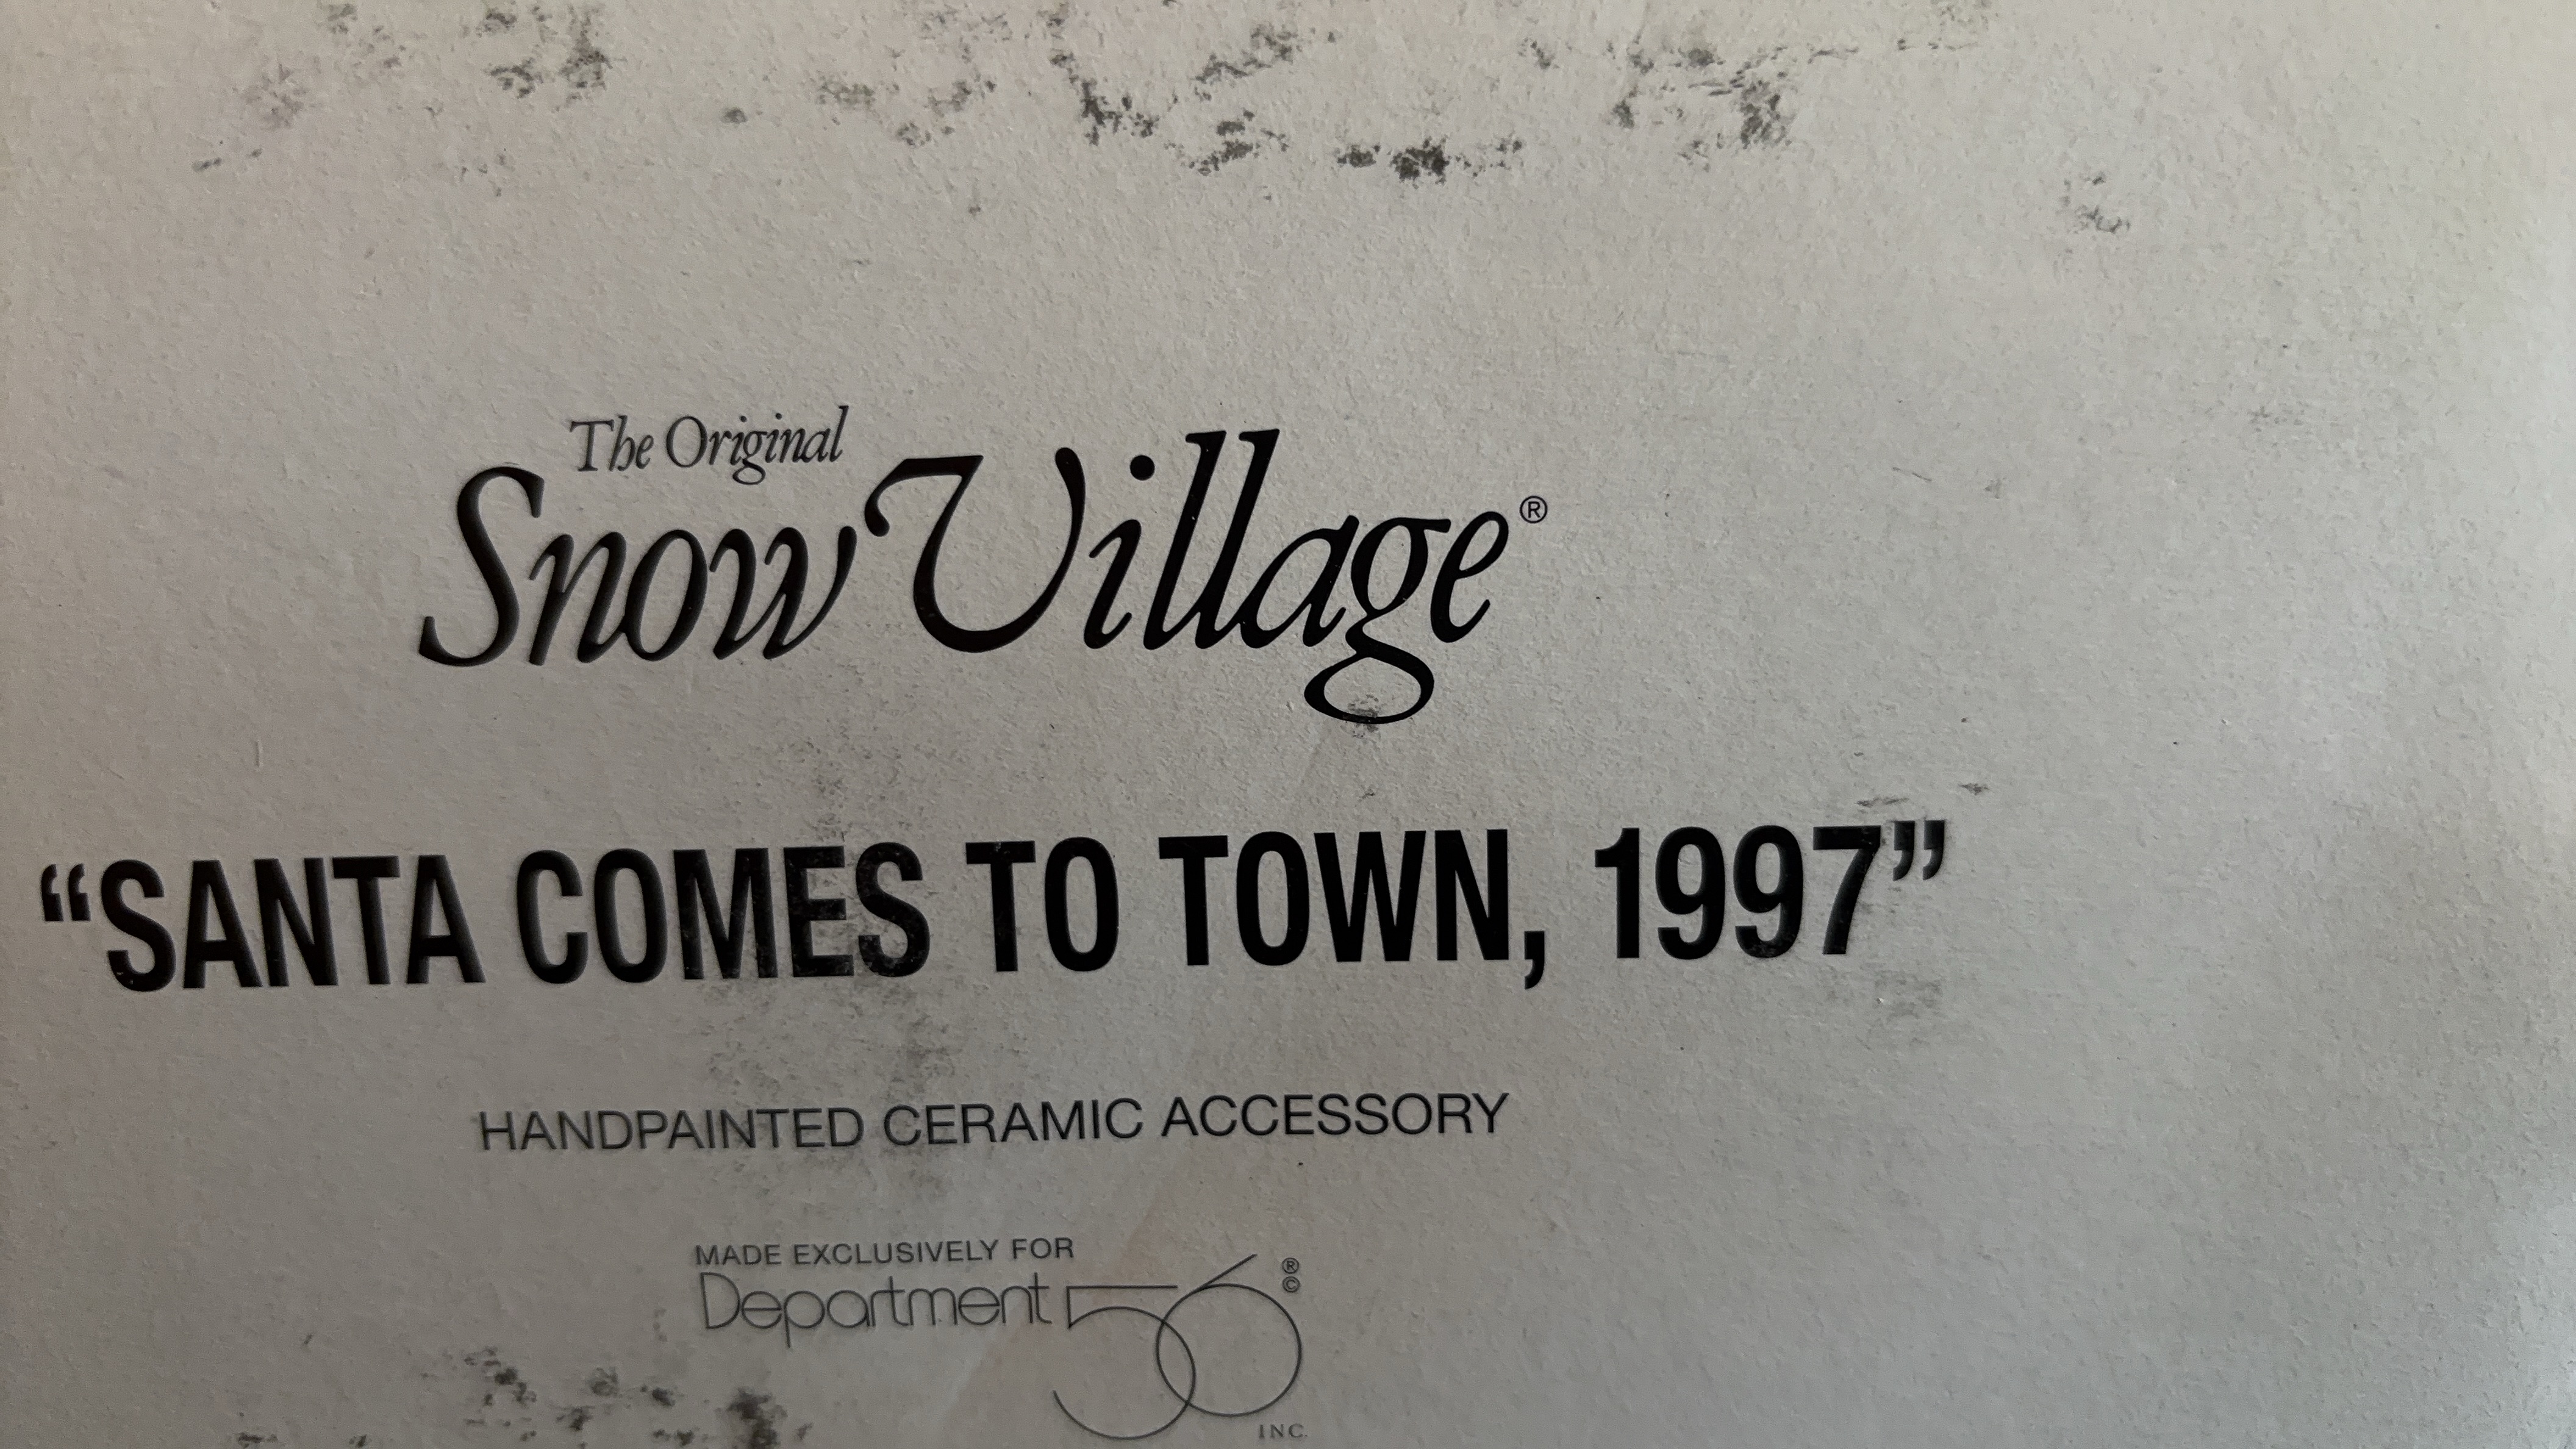 The Original
Snow Village®
“SANTA COMES TO TOWN, 1997”
HANDPAINTED CERAMIC ACCESSORY
MADE EXCLUSIVELY FOR
Department 56 ®©
INC.